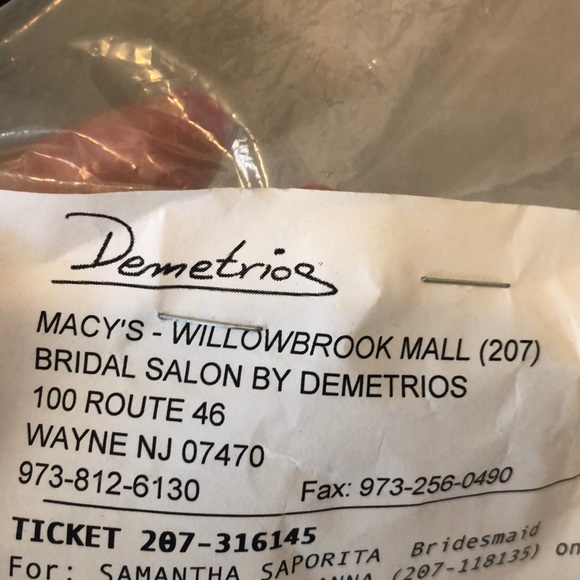 Demetrios
MACY'S - WILLOWBROOK MALL (207)
BRIDAL SALON BY DEMETRIOS
100 ROUTE 46
WAYNE NJ 07470
973-812-6130 Fax: 973-256-0490
TICKET 207-316145
For: SAMANTHA SAPORITA Bridesmaid
(207-118135) on